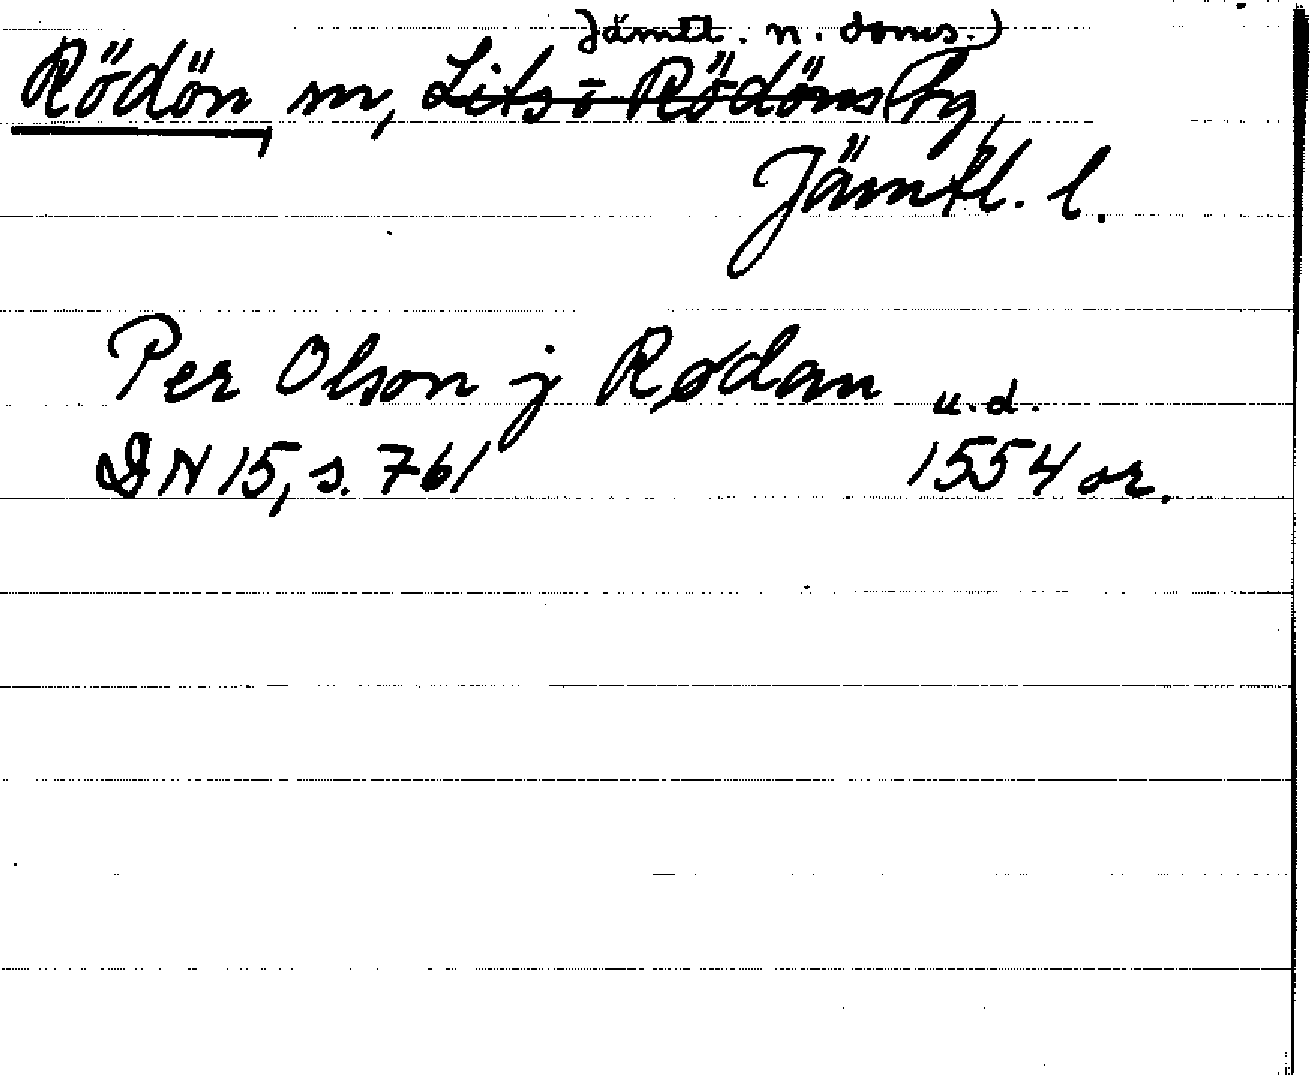 Jämtl. n. doms.)
Rödön sn, Lits o Rödöns tg,
Jämtl. l.
Per Olson j Rødan u.d.
DN 15, s. 761 1554 or.